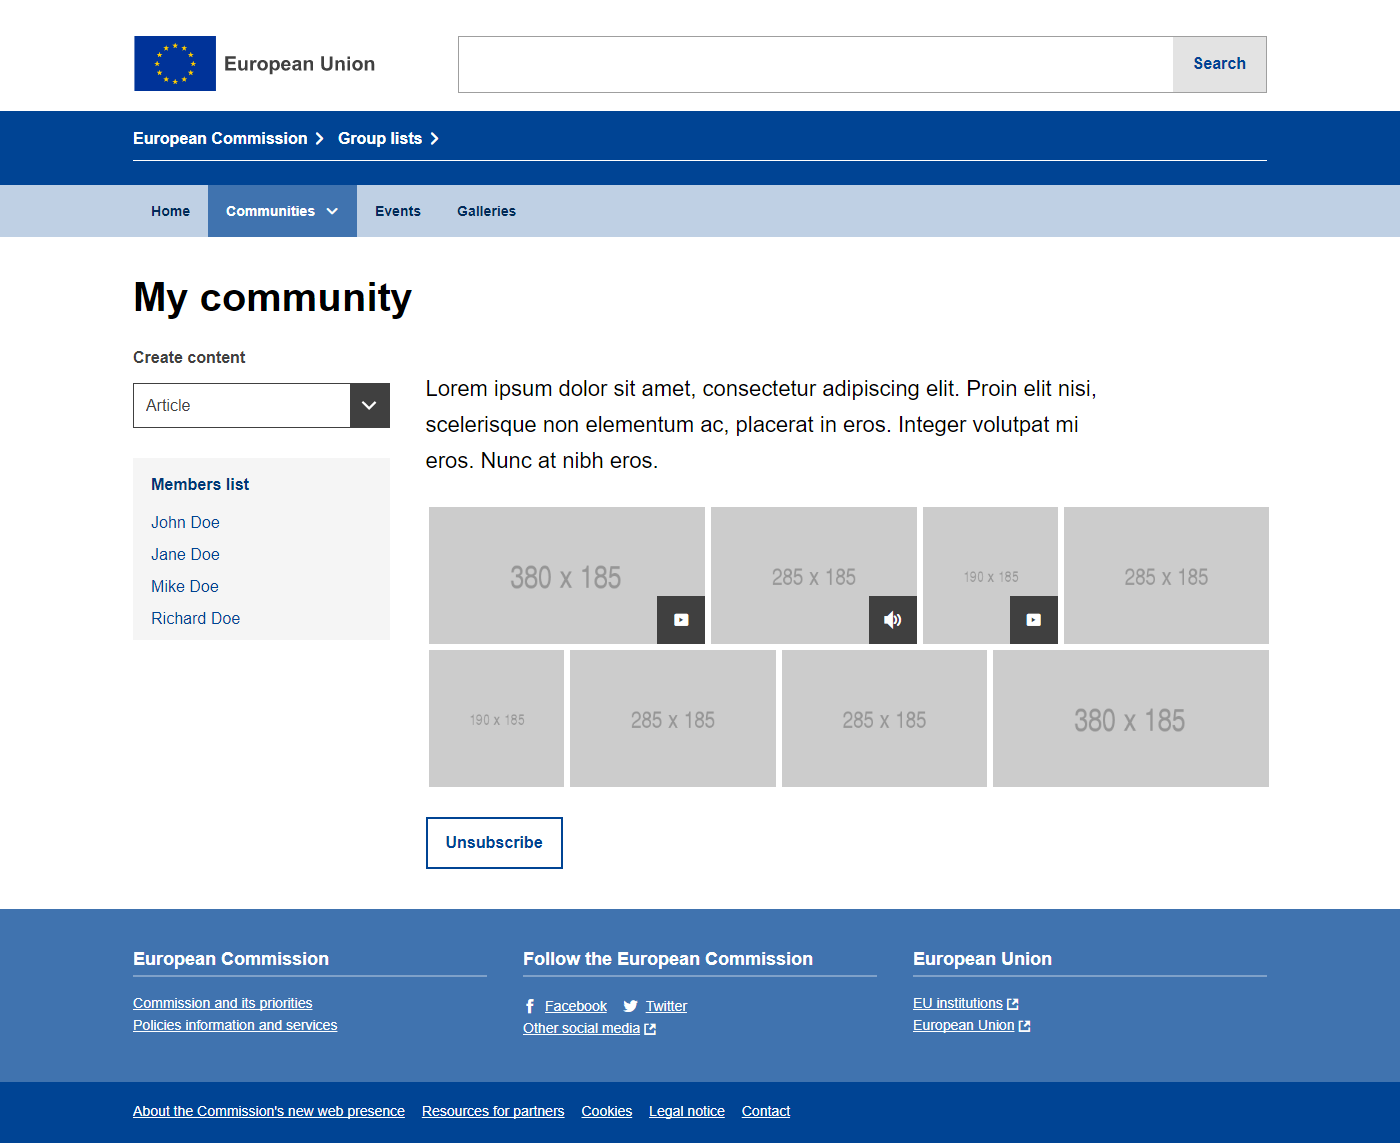 European Union
Search
European Commission
Group lists
Home
Communities
Events
Galleries
My community
Create content
Article
Members list
John Doe
Jane Doe
Mike Doe
Richard Doe
Lorem ipsum dolor sit amet, consectetur adipiscing elit. Proin elit nisi,
scelerisque non elementum ac, placerat in eros. Integer volutpat mi
eros. Nunc at nibh eros.
380 x 185
285 x 185
190 x 185
285 x 185
190 x 185
285 x 185
285 x 185
380 x 185
Unsubscribe
European Commission
Commission and its priorities
Policies information and services
Follow the European Commission
Facebook
Twitter
Other social media
European Union
EU institutions
European Union
About the Commission's new web presence
Resources for partners
Cookies
Legal notice
Contact